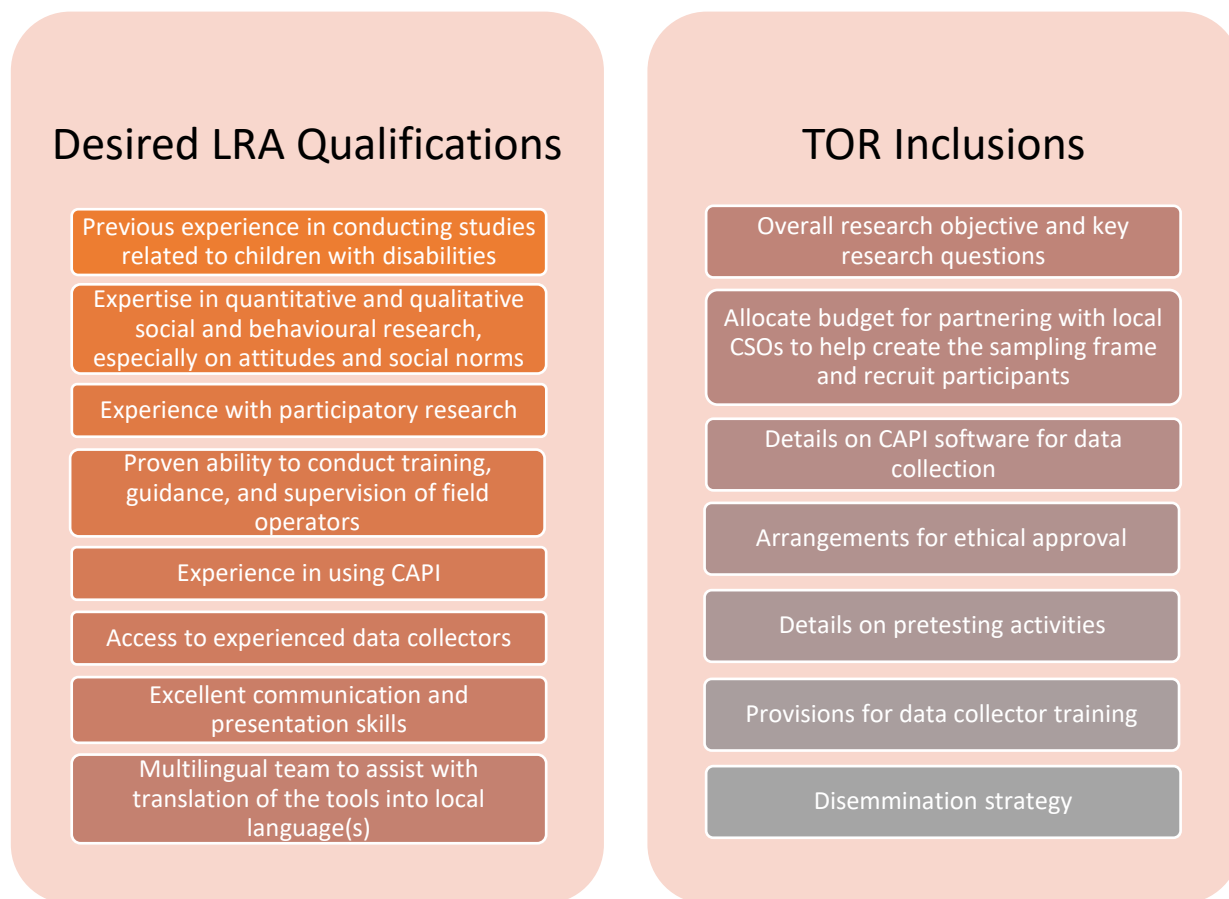 Desired LRA Qualifications
Previous experience in conducting studies
related to children with disabilities
Expertise in quantitative and qualitative
social and behavioural research,
especially on attitudes and social norms
Experience with participatory research
Proven ability to conduct training,
guidance, and supervision of field
operators
Experience in using CAPI
Access to experienced data collectors
Excellent communication and
presentation skills
Multilingual team to assist with
translation of the tools into local
language(s)
TOR Inclusions
Overall research objective and key
research questions
Allocate budget for partnering with local
CSOs to help create the sampling frame
and recruit participants
Details on CAPI software for data
collection
Arrangements for ethical approval
Details on pretesting activities
Provisions for data collector training
Disemmination strategy